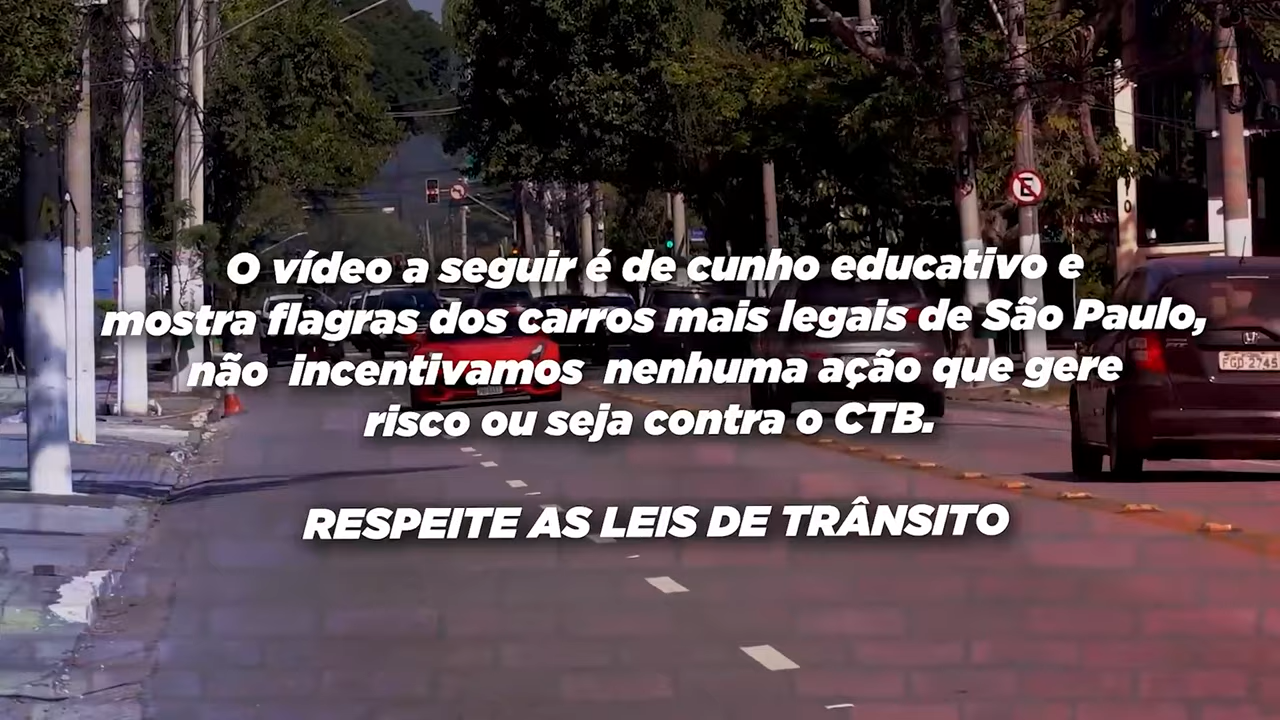 O vídeo a seguir é de cunho educativo e
mostra flagras dos carros mais legais de São Paulo,
não incentivamos nenhuma ação que gere
risco ou seja contra o CTB.
RESPEITE AS LEIS DE TRÂNSITO
E